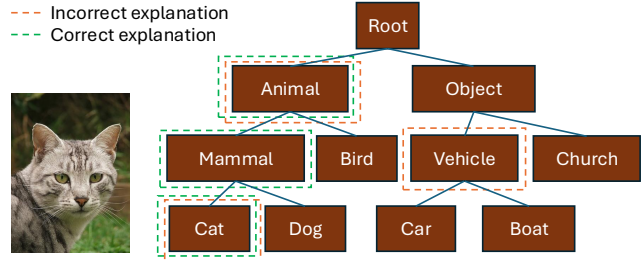 Incorrect explanation
Correct explanation
Root
Animal
Object
Mammal
Bird
Vehicle
Church
Cat
Dog
Car
Boat